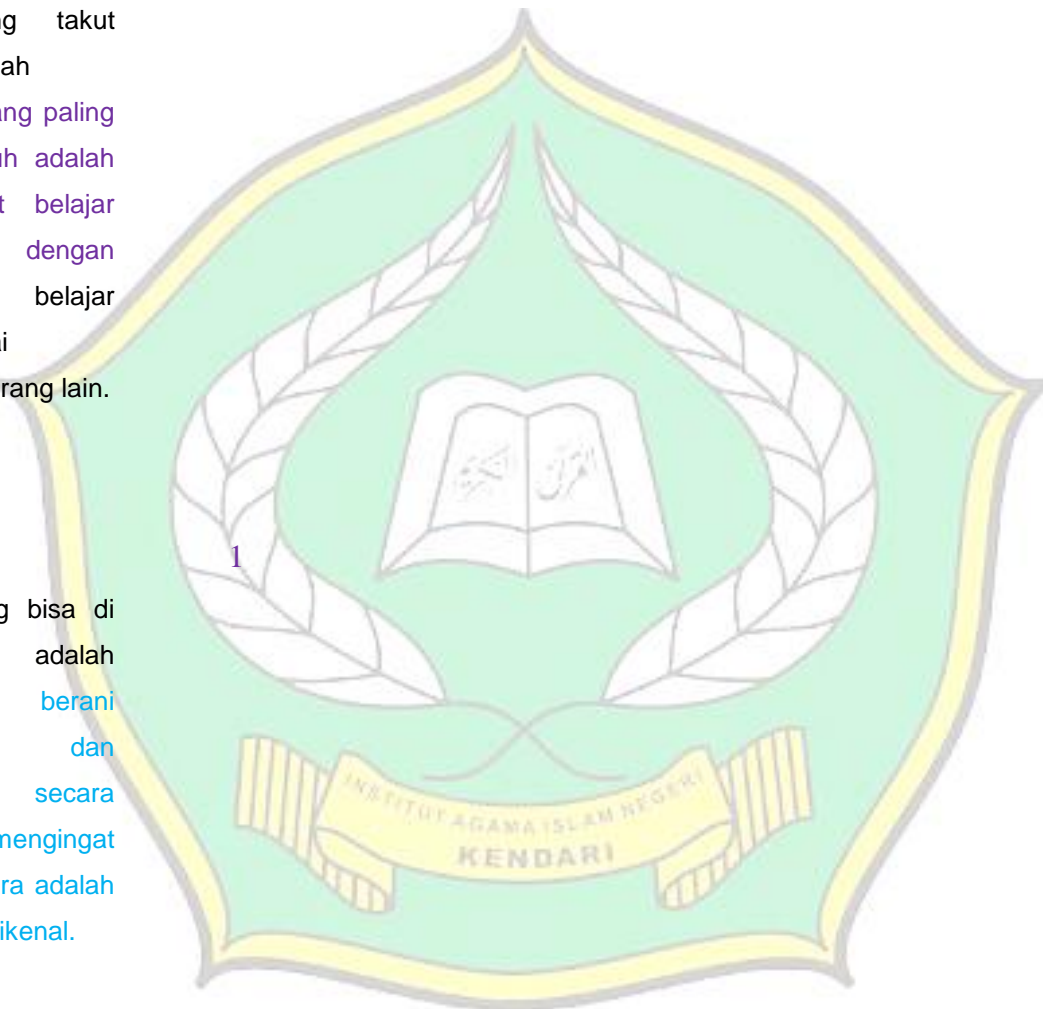 takut
ang paling
adalah
belajar
dengan
belajar
rang lain.
1
bisa di
adalah
berani
dan
secara
mengingat
ra adalah
ikenal.
INSTITUT AGAMA ISLAM NEGERI
KENDARI